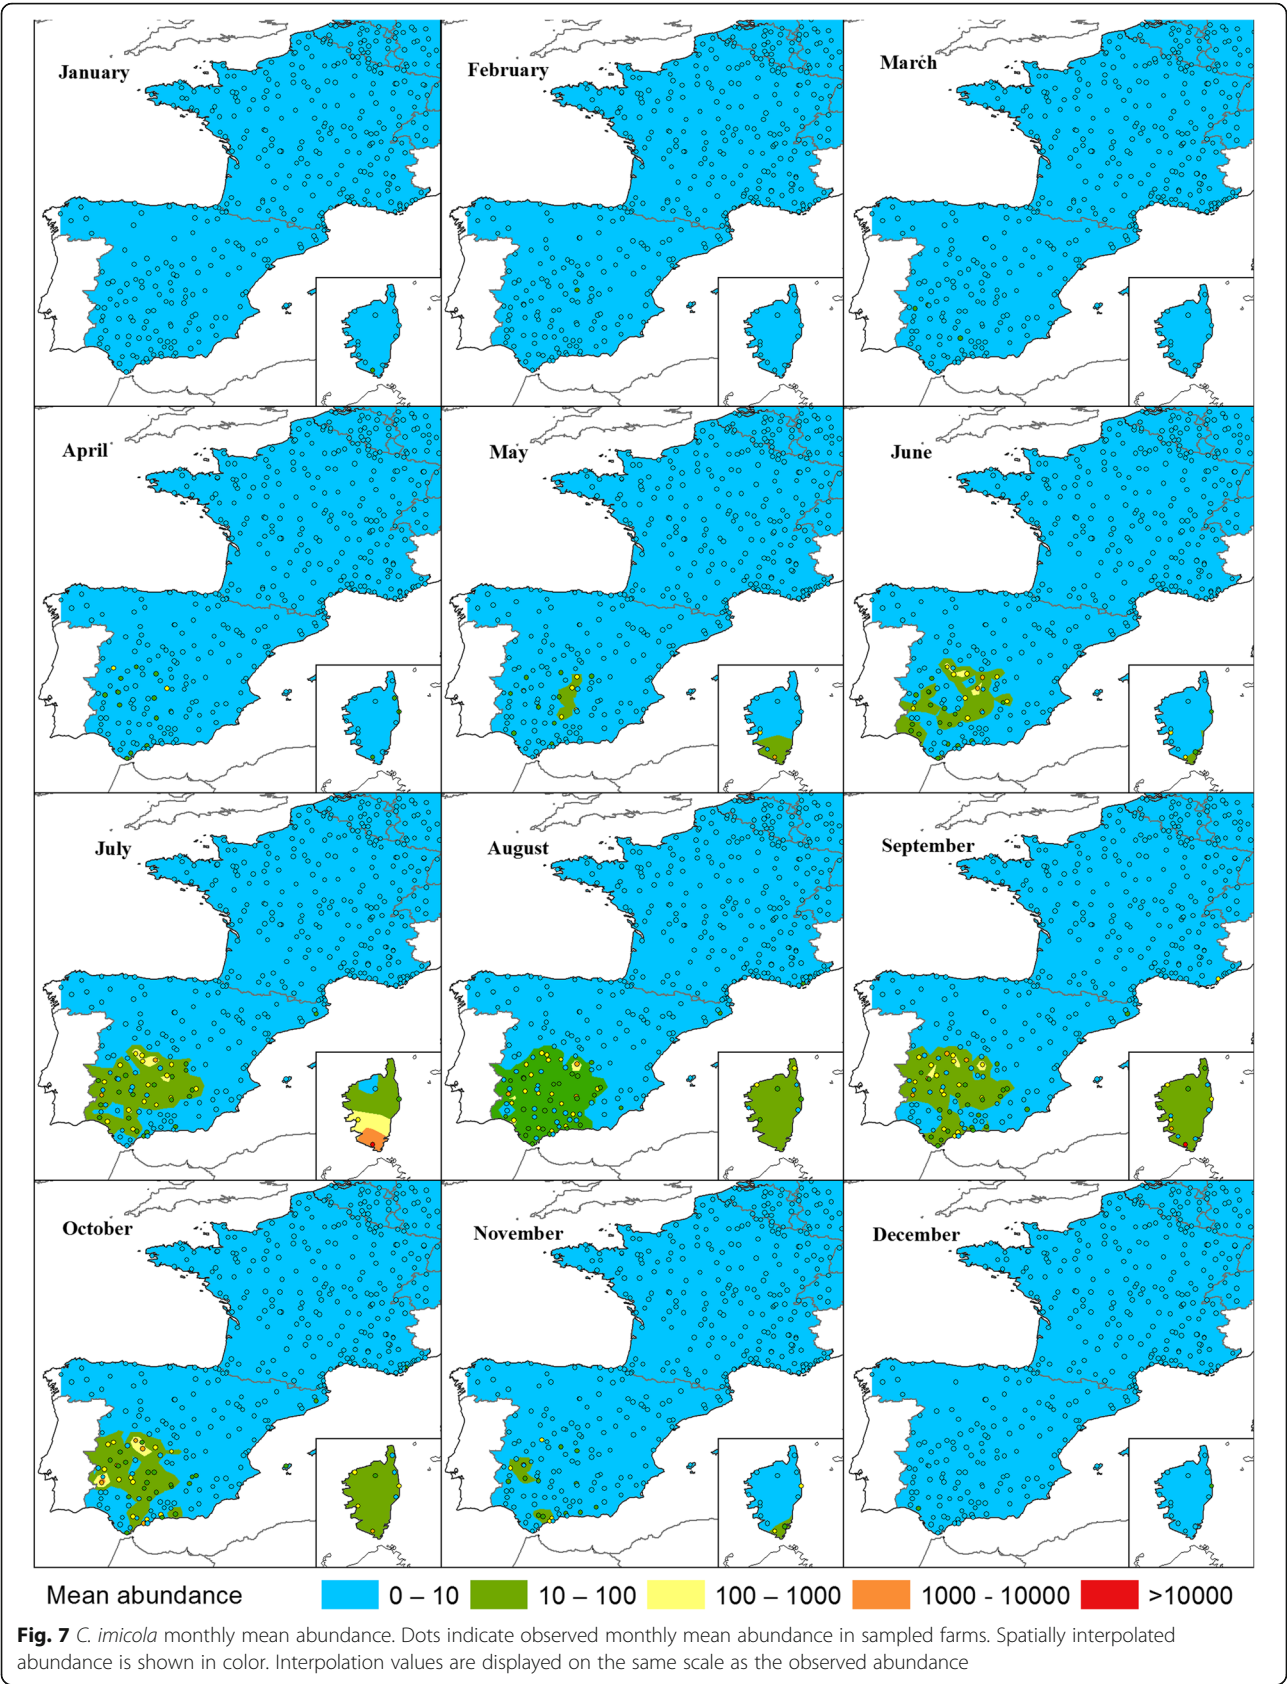 January
February
March
April
May
June
July
August
September
October
November
December
Mean abundance 0 – 10 10 – 100 100 – 1000 1000 - 10000 >10000
Fig. 7 C. imicola monthly mean abundance. Dots indicate observed monthly mean abundance in sampled farms. Spatially interpolated
abundance is shown in color. Interpolation values are displayed on the same scale as the observed abundance